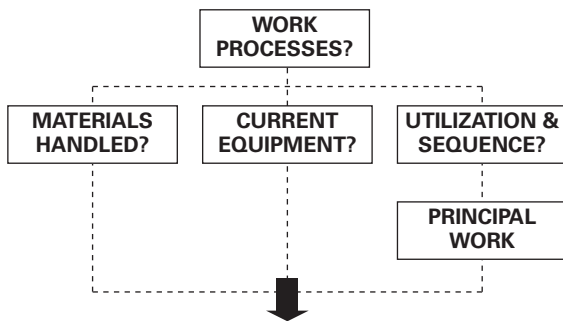 WORK
PROCESSES?
MATERIALS
HANDLED?
CURRENT
EQUIPMENT?
UTILIZATION &
SEQUENCE?
PRINCIPAL
WORK